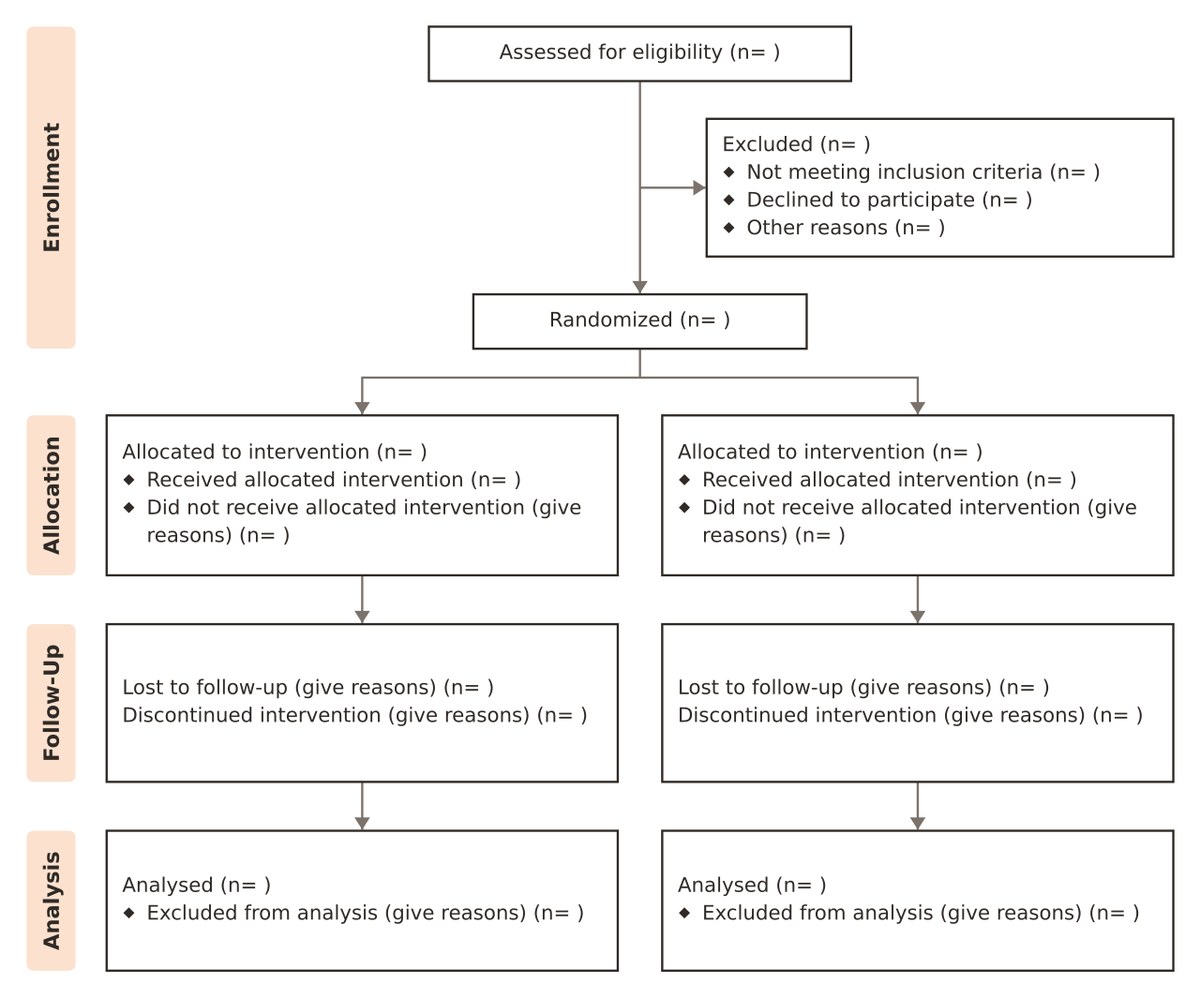 Enrollment
Assessed for eligibility (n= )
Excluded (n= )
◆ Not meeting inclusion criteria (n= )
◆ Declined to participate (n= )
◆ Other reasons (n= )
Randomized (n= )
Allocation
Allocated to intervention (n= )
◆ Received allocated intervention (n= )
◆ Did not receive allocated intervention (give
reasons) (n= )
Allocated to intervention (n= )
◆ Received allocated intervention (n= )
◆ Did not receive allocated intervention (give
reasons) (n= )
Follow-Up
Lost to follow-up (give reasons) (n= )
Discontinued intervention (give reasons) (n= )
Lost to follow-up (give reasons) (n= )
Discontinued intervention (give reasons) (n= )
Analysis
Analysed (n= )
◆ Excluded from analysis (give reasons) (n= )
Analysed (n= )
◆ Excluded from analysis (give reasons) (n= )